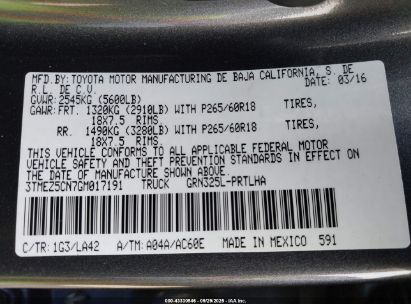 MFD.BY:TOYOTA MOTOR MANUFACTURING DE BAJA CALIFORNIA, S. DE
R.L. DE C.V. DATE: 03/16
GVWR:2545KG (5600LB)
GAWR:FRT. 1320KG (2910LB) WITH P265/60R18 TIRES,
18X7.5 RIMS
RR. 1490KG (3280LB) WITH P265/60R18 TIRES,
18X7.5 RIMS
THIS VEHICLE CONFORMS TO ALL APPLICABLE FEDERAL MOTOR
VEHICLE SAFETY AND THEFT PREVENTION STANDARDS IN EFFECT ON
THE DATE OF MANUFACTURE SHOWN ABOVE.
3TMEZ5CN7GM017191 TRUCK GRN325L-PRTLHA
C/TR:1G3/LA42 A/TM:A04A/AC60E MADE IN MEXICO 591